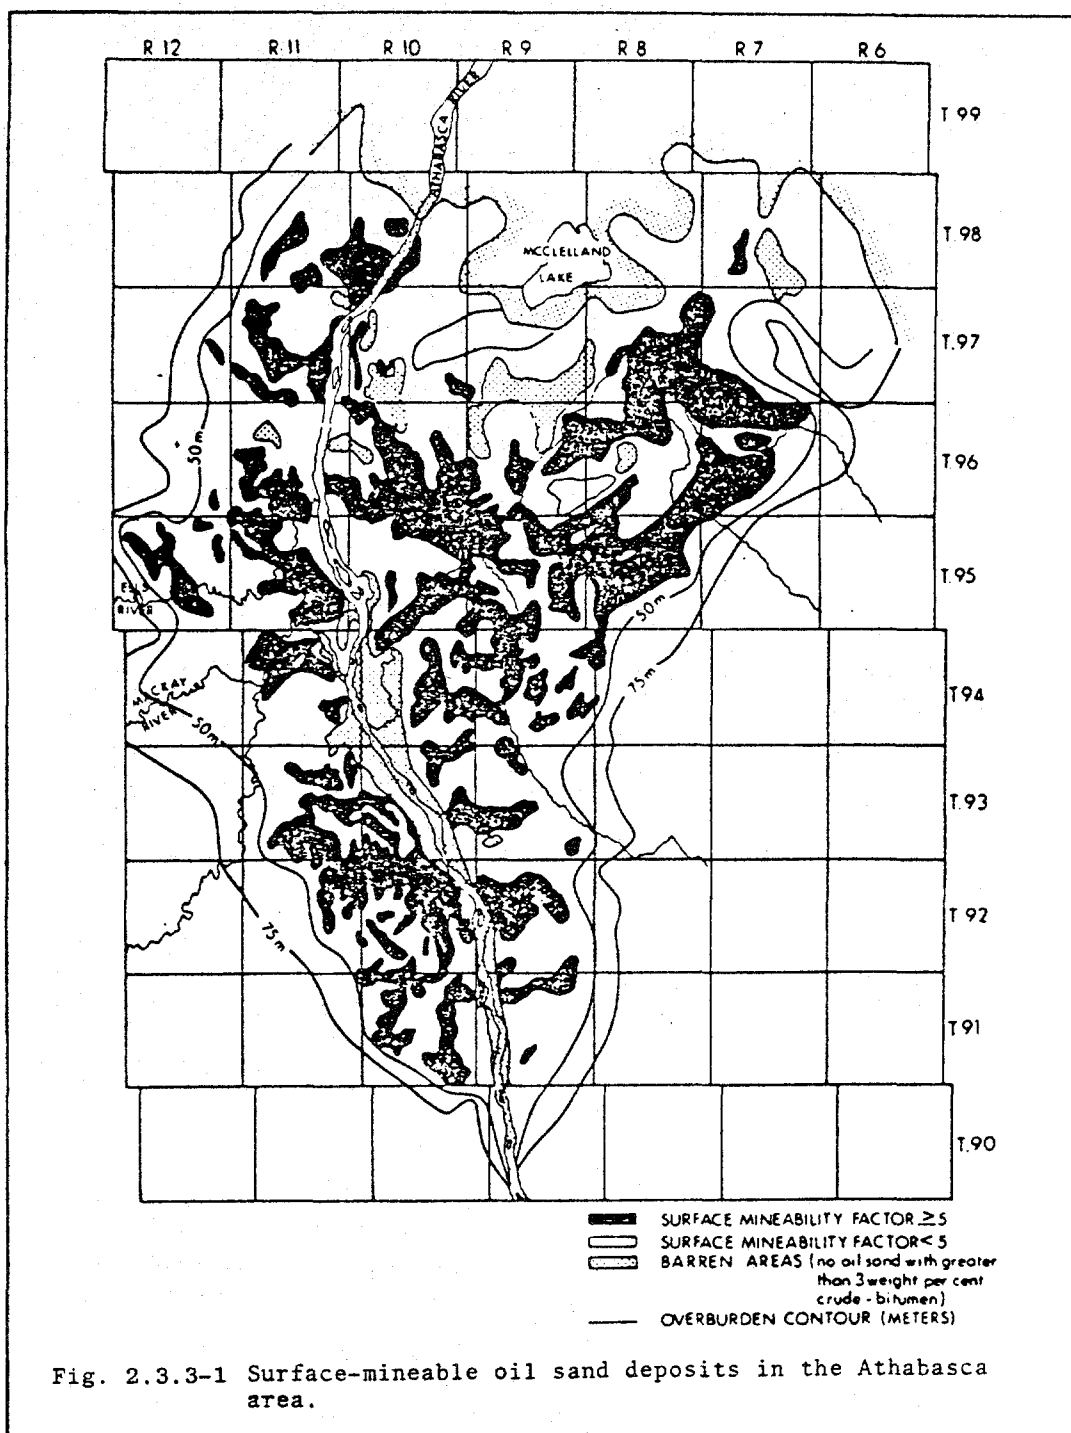 R 12 R 11 R 10 R 9 R 8 R 7 R 6
T 99
ATHABASCA RIVER
T 98
MCCLELLAND
LAKE
T.97
T.96
50m
T.95
ELLS
RIVER
50m
T94
75m
MACKAY
RIVER
50m
T.93
T 92
75m
T.91
T.90
SURFACE MINEABILITY FACTOR ≥5
SURFACE MINEABILITY FACTOR < 5
BARREN AREAS (no oil sand with greater
than 3 weight per cent
crude - bitumen)
OVERBURDEN CONTOUR (METERS)
Fig. 2.3.3-1 Surface-mineable oil sand deposits in the Athabasca
area.